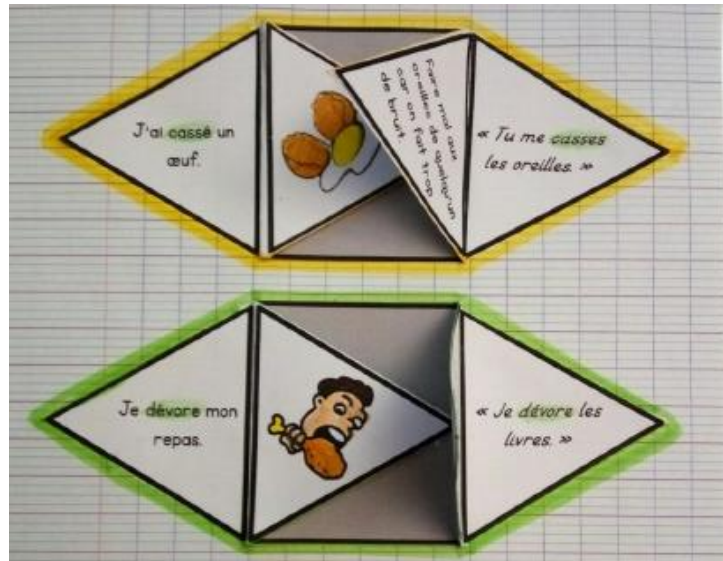 J'ai cassé un
œuf.
Faire mal aux
oreilles de quelqu'un
car on fait trop
de bruit.
« Tu me casses
les oreilles. »
Je dévore mon
repas.
« Je dévore les
livres. »